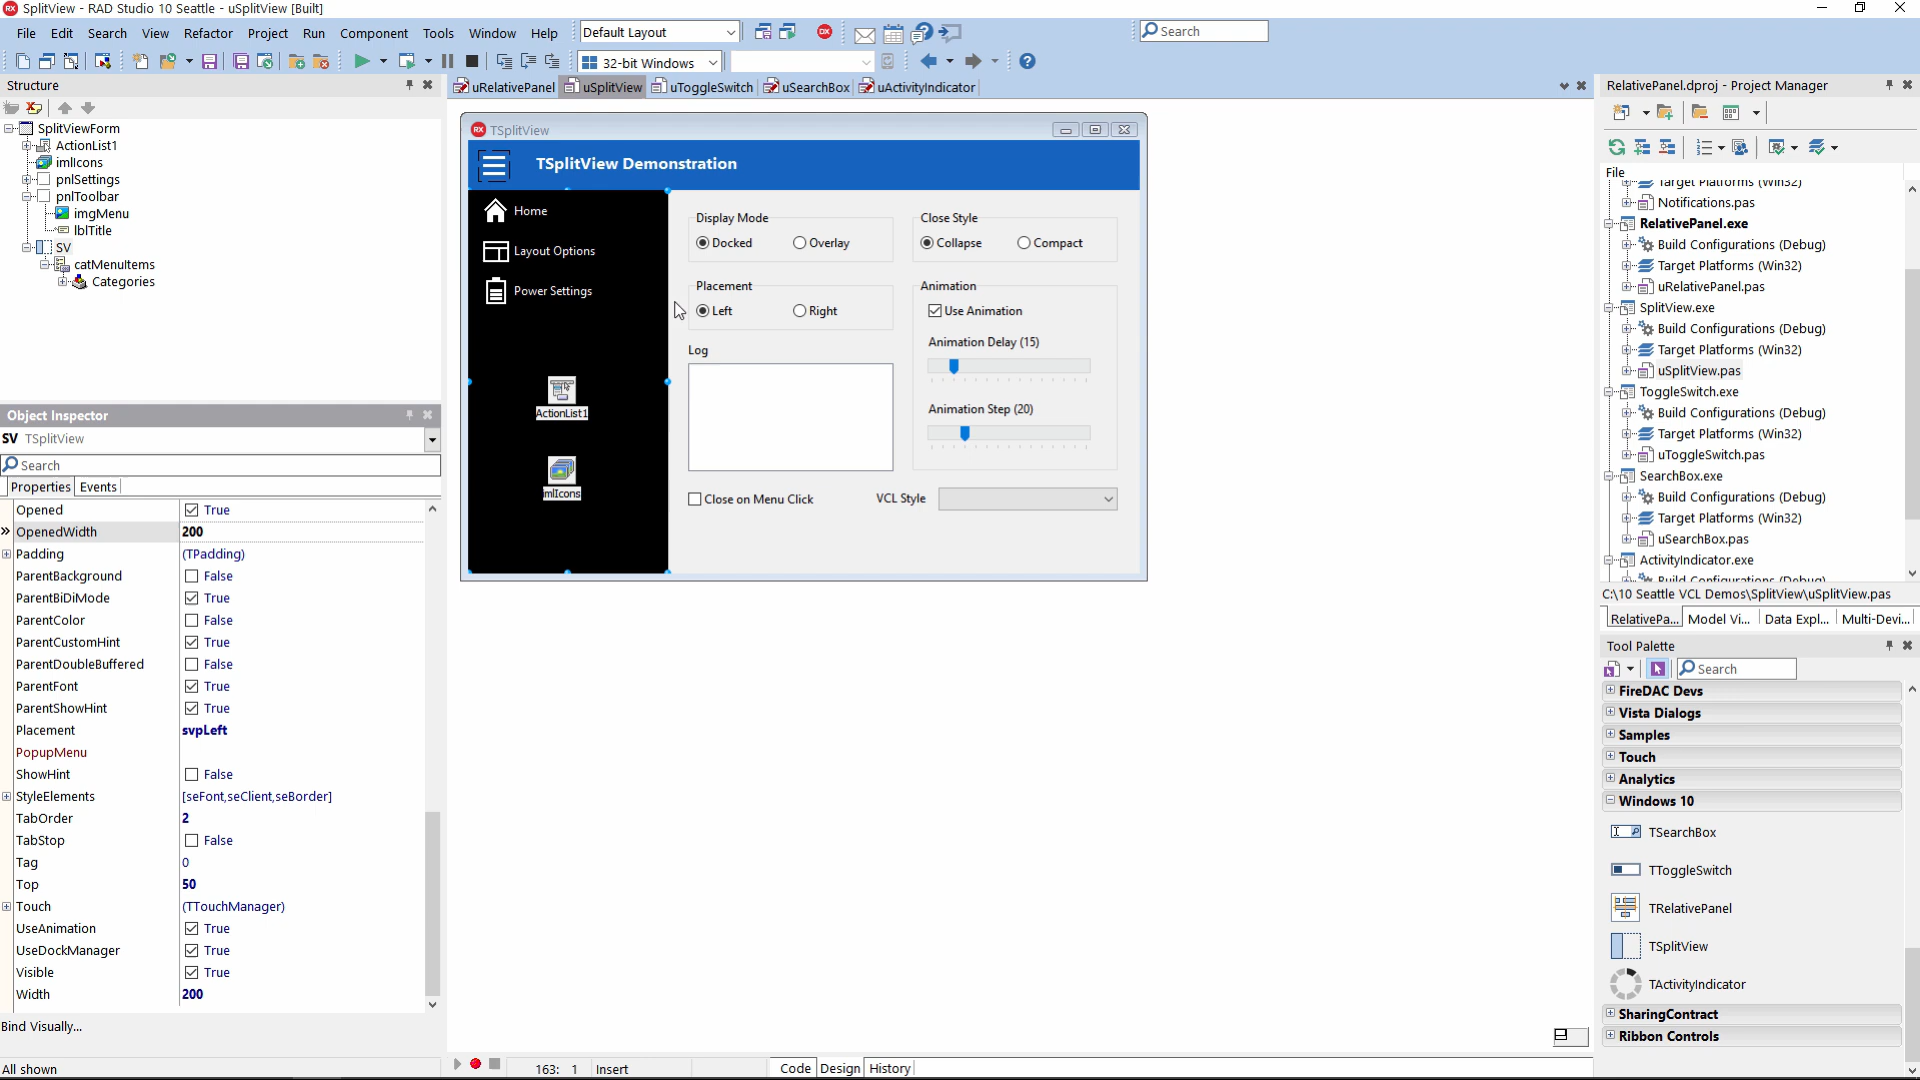 SplitView - RAD Studio 10 Seattle - uSplitView [Built]
File Edit Search View Refactor Project Run Component Tools Window Help
Default Layout
Search
32-bit Windows
Structure
SplitViewForm
ActionList1
imlIcons
pnlSettings
pnlToolbar
imgMenu
lblTitle
SV
catMenuItems
Categories
Object Inspector
SV TSplitView
Search
Properties Events
Opened True
OpenedWidth 200
Padding (TPadding)
ParentBackground False
ParentBiDiMode True
ParentColor False
ParentCustomHint True
ParentDoubleBuffered False
ParentFont True
ParentShowHint True
Placement svpLeft
PopupMenu
ShowHint False
StyleElements [seFont,seClient,seBorder]
TabOrder 2
TabStop False
Tag 0
Top 50
Touch (TTouchManager)
UseAnimation True
UseDockManager True
Visible True
Width 200
Bind Visually...
All shown
uRelativePanel uSplitView uToggleSwitch uSearchBox uActivityIndicator
TSplitView
TSplitView Demonstration
Home
Layout Options
Power Settings
ActionList1
imlIcons
Display Mode
Docked Overlay
Close Style
Collapse Compact
Placement
Left Right
Animation
Use Animation
Animation Delay (15)
Animation Step (20)
Log
Close on Menu Click
VCL Style
163: 1 Insert
Code Design History
RelativePanel.dproj - Project Manager
File
Target Platforms (Win32)
Notifications.pas
RelativePanel.exe
Build Configurations (Debug)
Target Platforms (Win32)
uRelativePanel.pas
SplitView.exe
Build Configurations (Debug)
Target Platforms (Win32)
uSplitView.pas
ToggleSwitch.exe
Build Configurations (Debug)
Target Platforms (Win32)
uToggleSwitch.pas
SearchBox.exe
Build Configurations (Debug)
Target Platforms (Win32)
uSearchBox.pas
ActivityIndicator.exe
Build Configurations (Debug)
C:\10 Seattle VCL Demos\SplitView\uSplitView.pas
RelativePa... Model Vi... Data Expl... Multi-Devi...
Tool Palette
Search
FireDAC Devs
Vista Dialogs
Samples
Touch
Analytics
Windows 10
TSearchBox
TToggleSwitch
TRelativePanel
TSplitView
TActivityIndicator
SharingContract
Ribbon Controls